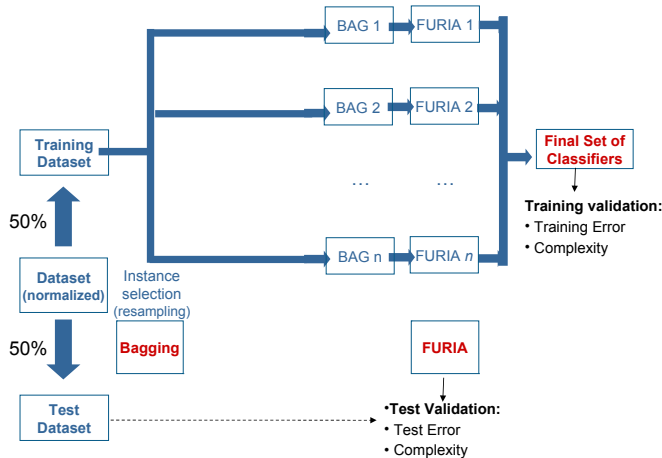 BAG 1
FURIA 1
BAG 2
FURIA 2
Training
Dataset
Final Set of
Classifiers
...
...
Training validation:
• Training Error
• Complexity
50%
BAG n
FURIA n
Dataset
(normalized)
Instance
selection
(resampling)
Bagging
50%
FURIA
Test
Dataset
•Test Validation:
• Test Error
• Complexity